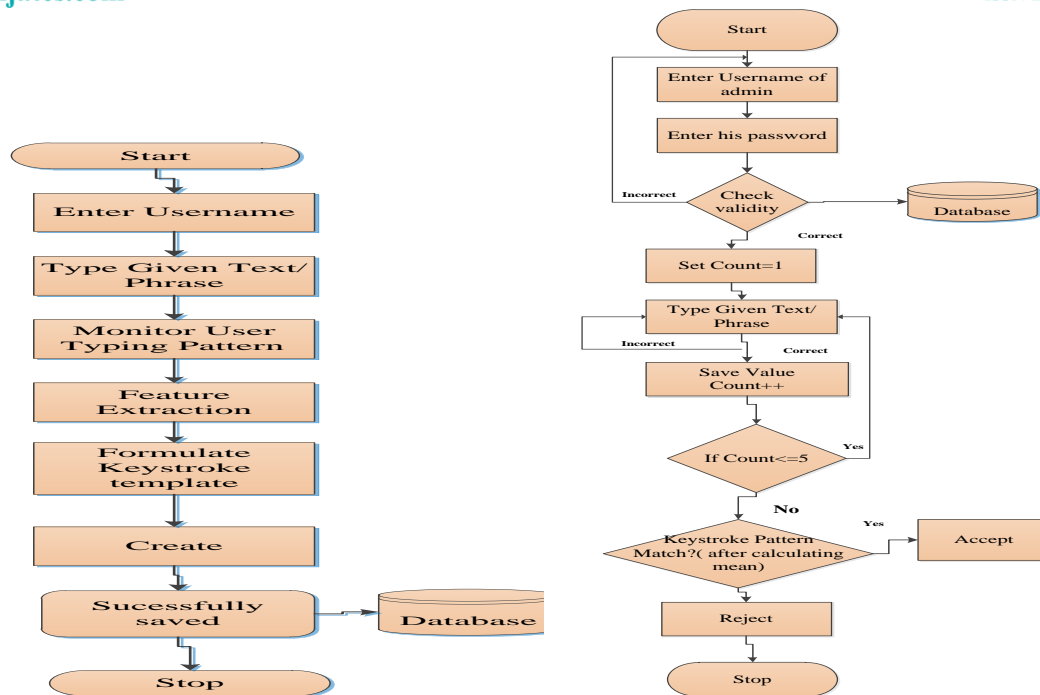 Start
Enter Username
Type Given Text/
Phrase
Monitor User
Typing Pattern
Feature
Extraction
Formulate
Keystroke
template
Create
Sucessfully
saved
Database
Stop
Start
Enter Username of
admin
Enter his password
Incorrect
Check
validity
Database
Correct
Set Count=1
Type Given Text/
Phrase
Incorrect
Correct
Save Value
Count++
If Count<=5
Yes
No
Keystroke Pattern
Match?( after calculating
mean)
Yes
Accept
Reject
Stop